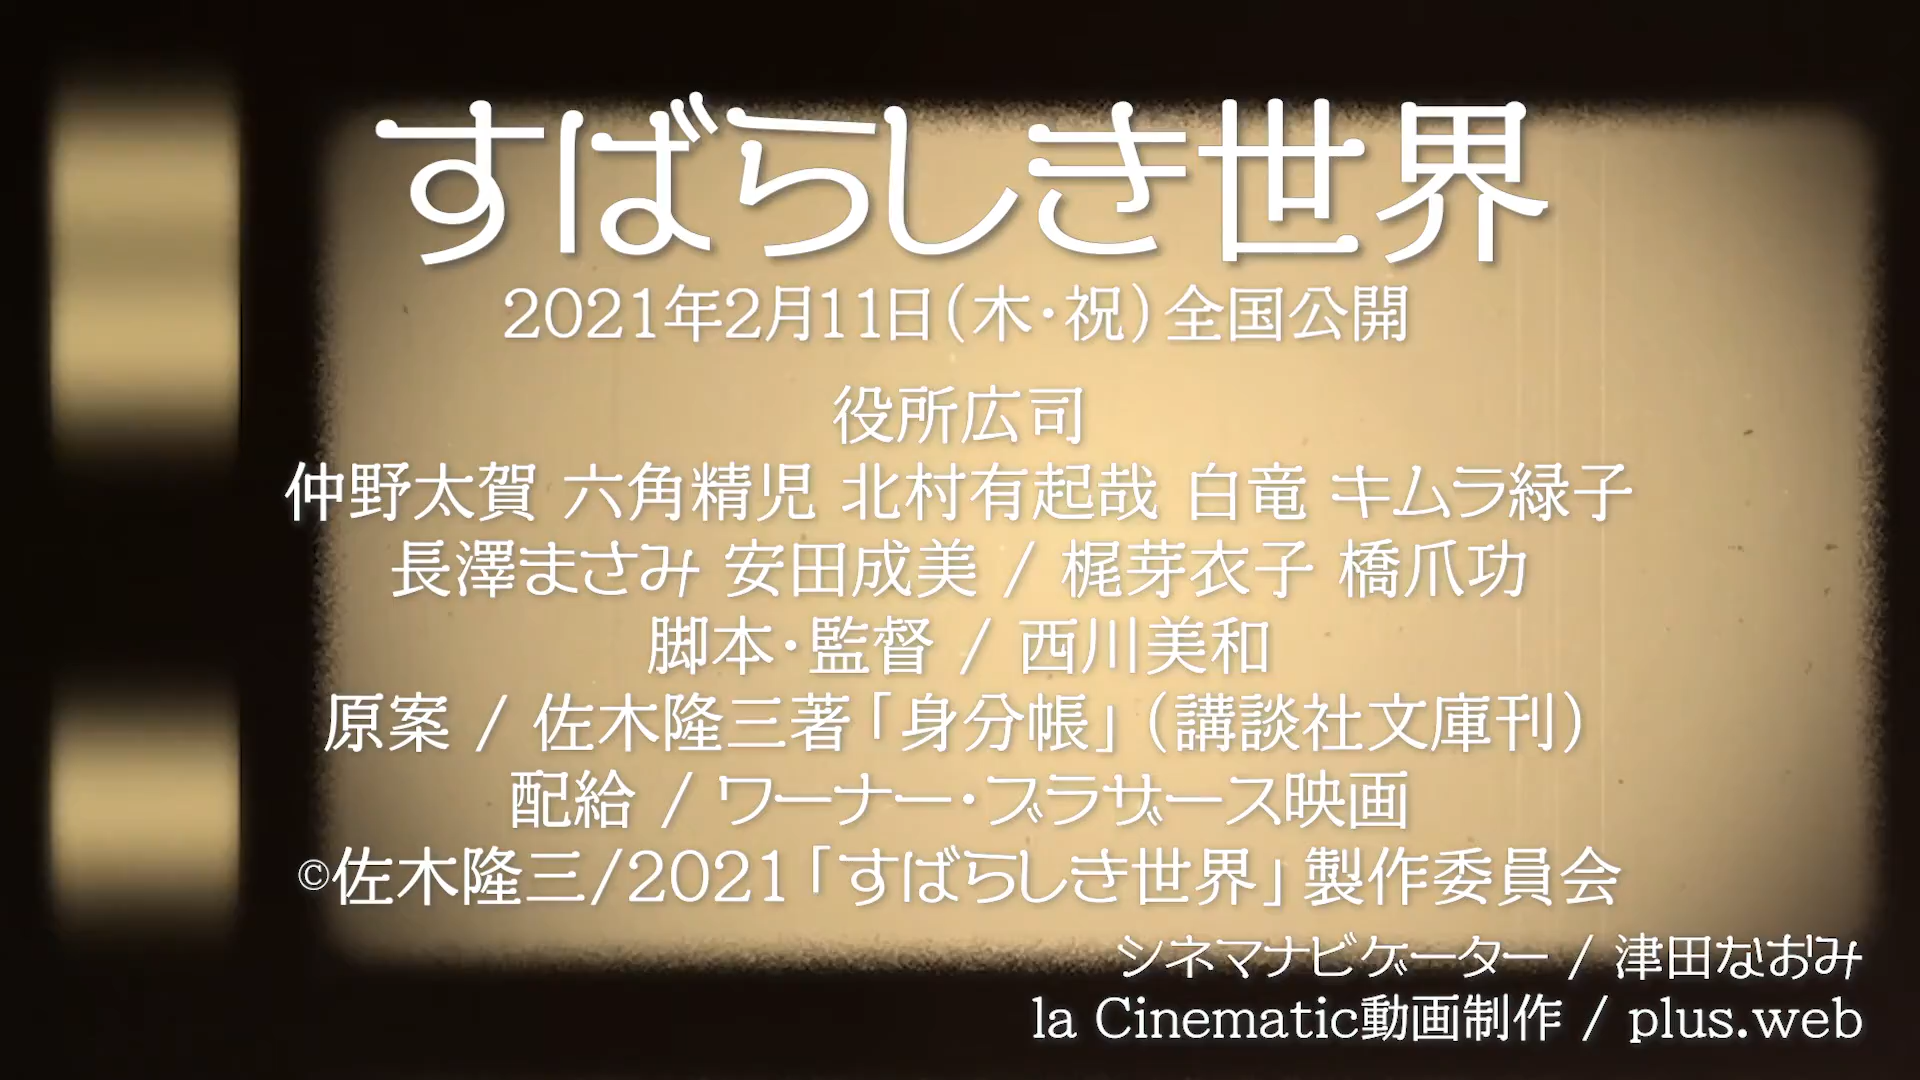 すばらしき世界
2021年2月11日（木・祝）全国公開
役所広司
仲野太賀 六角精児 北村有起哉 白竜 キムラ緑子
長澤まさみ 安田成美 / 梶芽衣子 橋爪功
脚本・監督 / 西川美和
原案 / 佐木隆三著「身分帳」（講談社文庫刊）
配給 / ワーナー・ブラザース映画
©佐木隆三/2021「すばらしき世界」製作委員会
シネマナビゲーター / 津田なおみ
la Cinematic動画制作 / plus.web